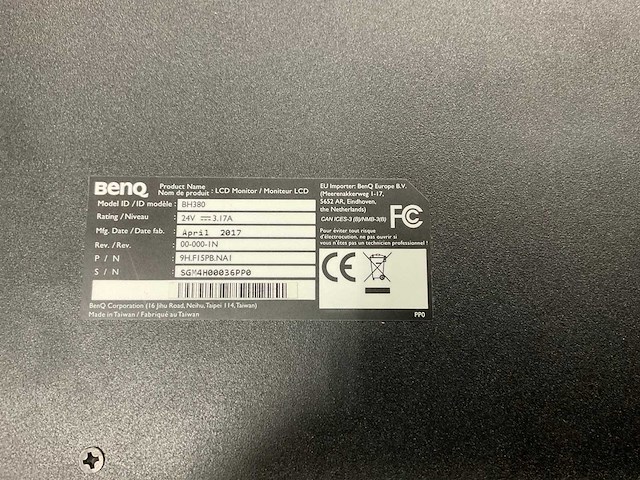 BenQ
Product Name
Nom de produit : LCD Monitor / Moniteur LCD
Model ID / ID modèle : BH380
Rating / Niveau : 24V ⎓ 3.17A
Mfg. Date / Date fab. : April 2017
Rev. / Rev. : 00-000-1N
P / N : 9H.F15PB.NA1
S / N : SGM4H00036PP0
BenQ Corporation (16 Jihu Road, Neihu, Taipei 114, Taiwan)
Made in Taiwan / Fabriqué au Taiwan
EU Importer: BenQ Europe B.V.
(Meerenakkerweg 1-17,
5652 AR, Eindhoven,
the Netherlands)
CAN ICES-3 (B)/NMB-3(B)
FC
Pour éviter tout risque
d'électrocution, ne pas ouvrir si
vous n'êtes pas un technicien professionnel !
CE
PP0